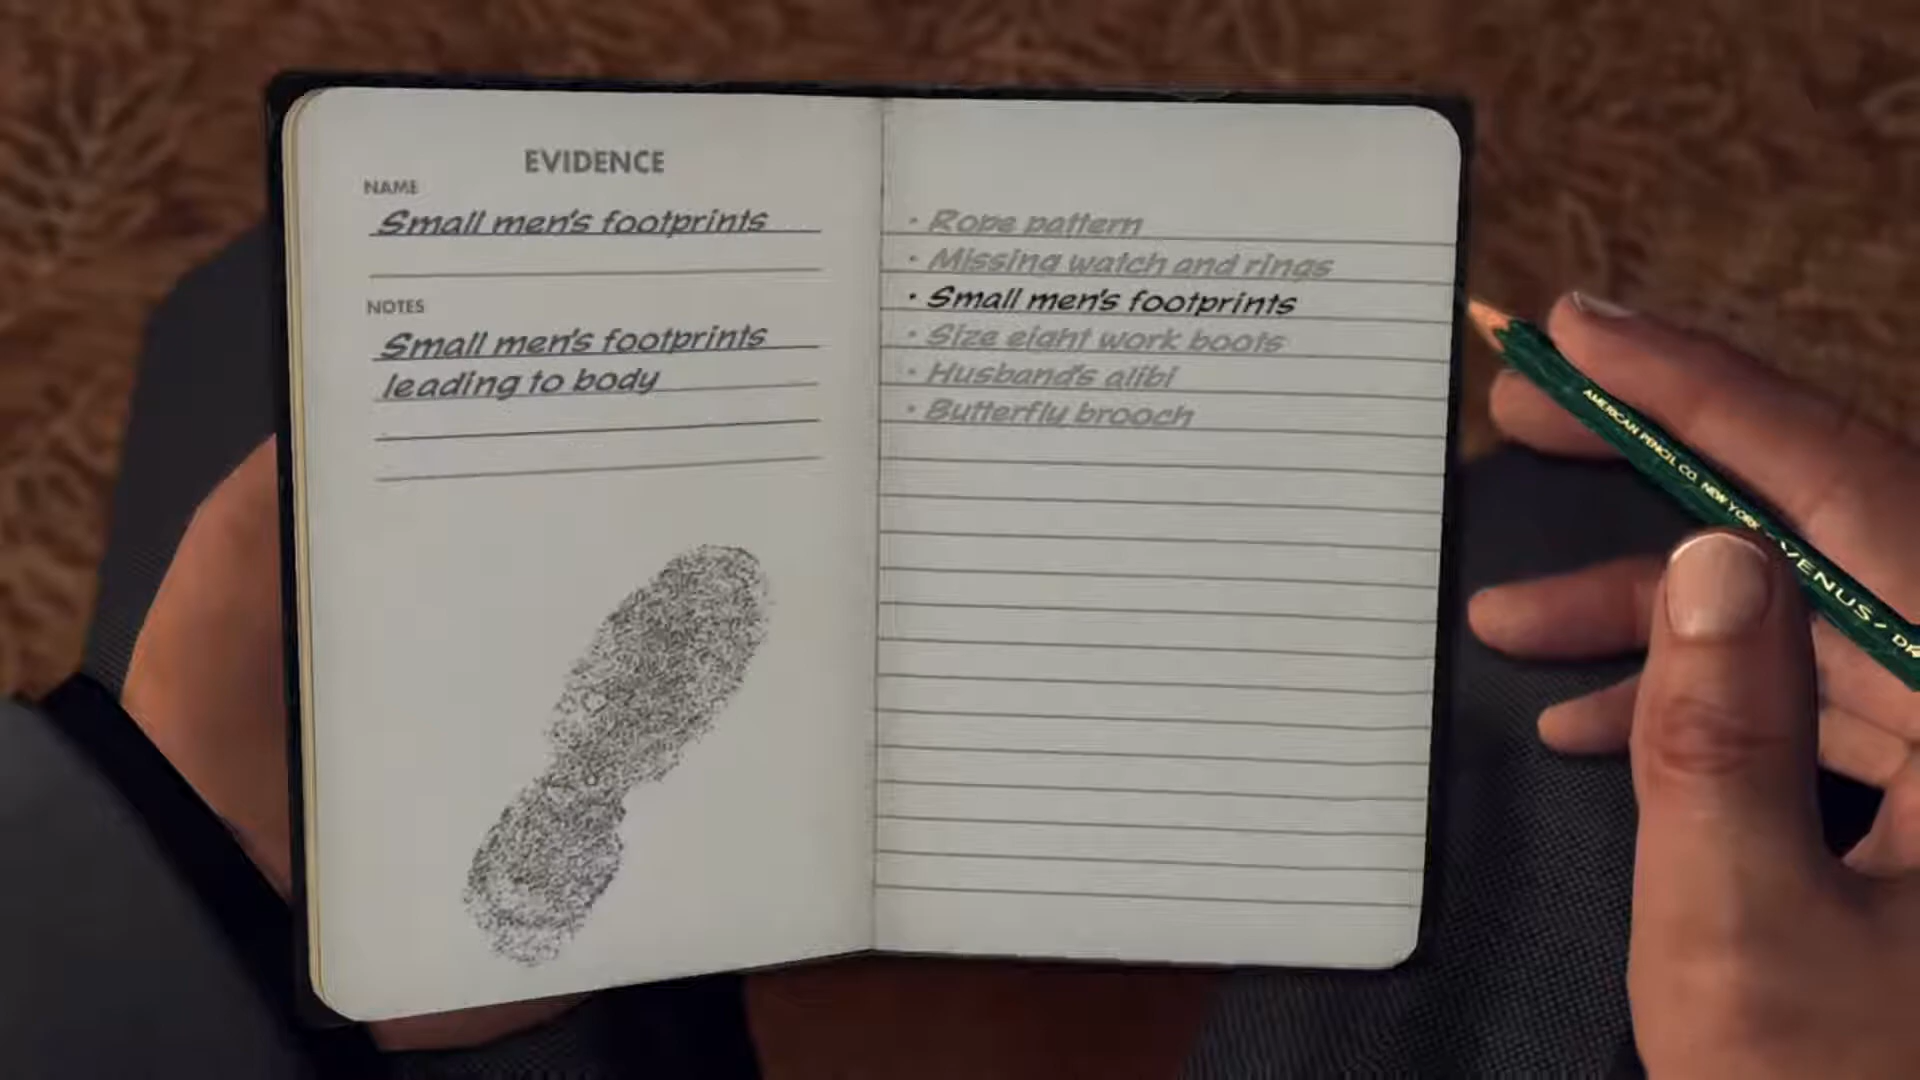 EVIDENCE
NAME
Small men's footprints
NOTES
Small men's footprints
leading to body
• Rope pattern
• Missing watch and rings
• Small men's footprints
• Size eight work boots
• Husband's alibi
• Butterfly brooch
AMERICAN PENCIL CO. NEW YORK VENUS/DR